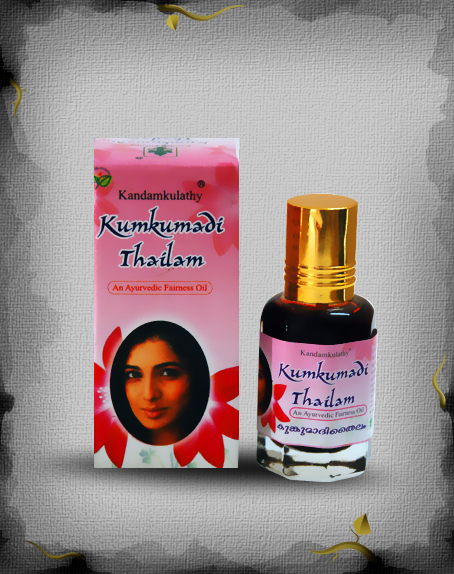 Kandamkulathy®
Kumkumadi
Thailam
An Ayurvedic Fairness Oil
Kandamkulathy®
Kumkumadi
Thailam
An Ayurvedic Fairness Oil
കുങ്കുമാദിതൈലം